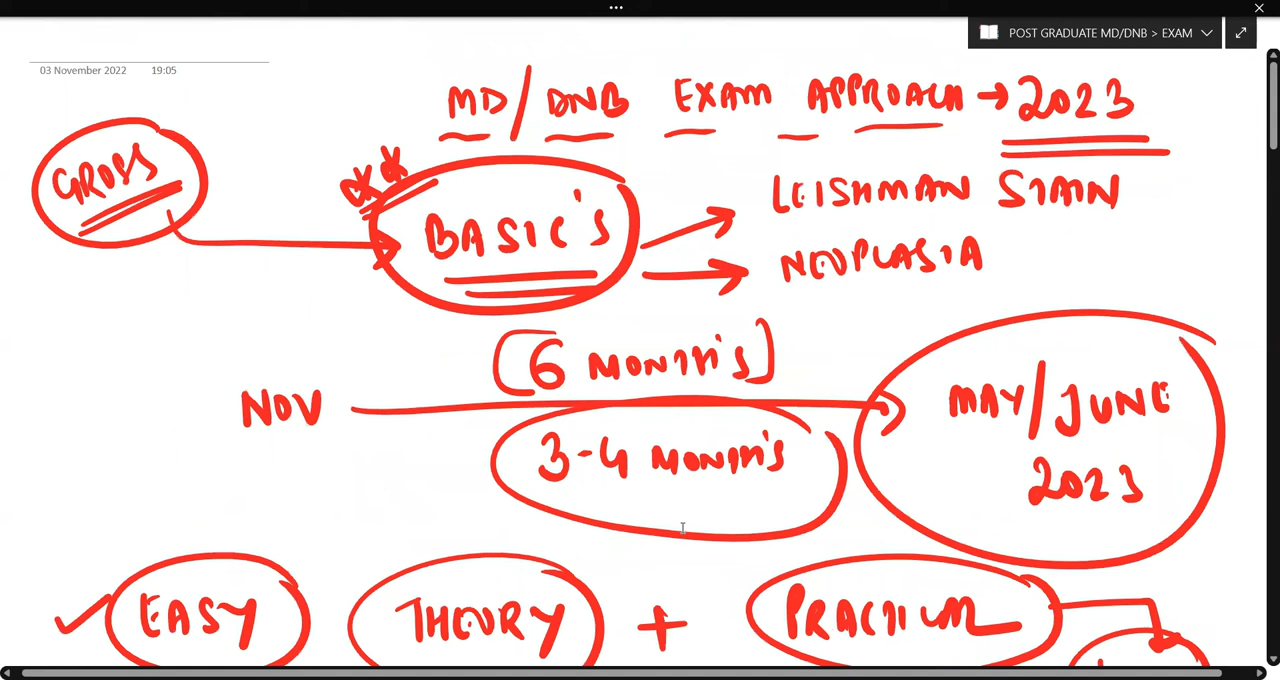 POST GRADUATE MD/DNB > EXAM
03 November 2022 19:05
MD/DNB EXAM APPROACH → 2023
GROSS
BASIC'S
LEISHMAN STAIN
NEOPLASIA
[6 MONTH'S]
NOV
MAY/JUNE
2023
3-4 MONTH'S
✓ EASY THEORY + PRACTICAL